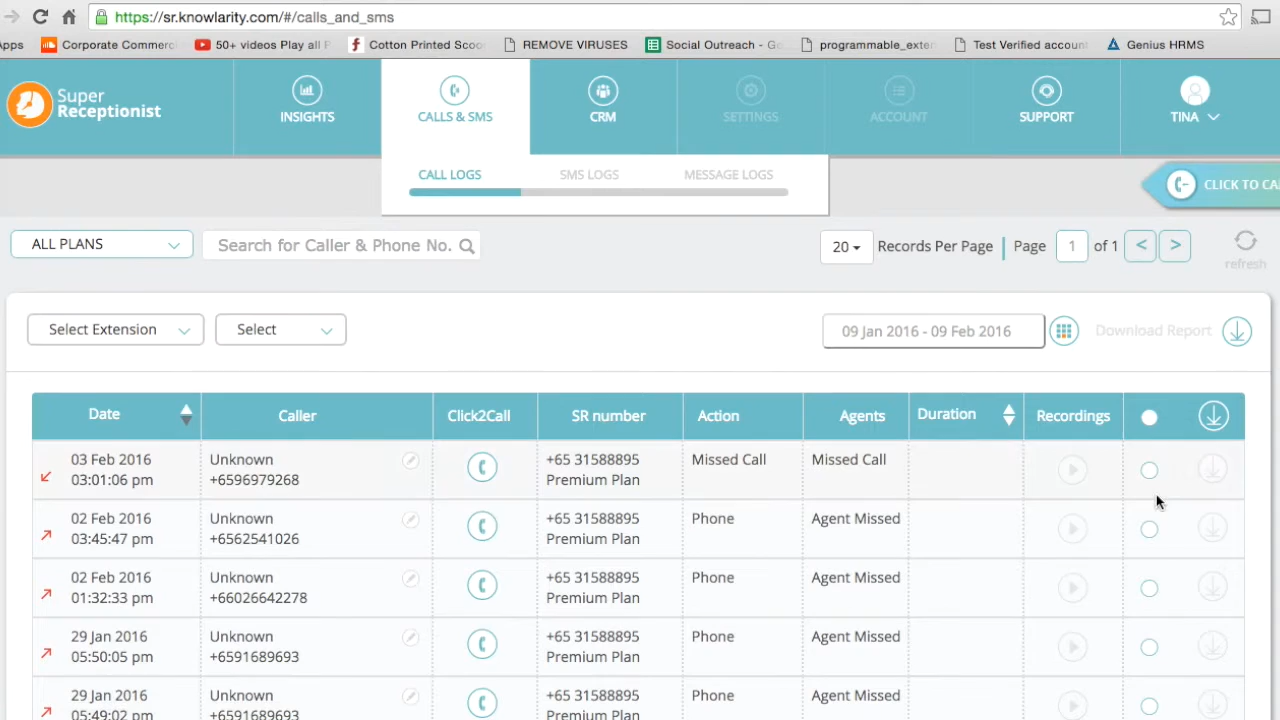 https://sr.knowlarity.com/#/calls_and_sms
Apps Corporate Commerc 50+ videos Play all F Cotton Printed Scoo REMOVE VIRUSES Social Outreach - Go programmable_exter Test Verified accoun Genius HRMS
Super
Receptionist
INSIGHTS
CALLS & SMS
CRM
SETTINGS
ACCOUNT
SUPPORT
TINA
CALL LOGS SMS LOGS MESSAGE LOGS
CLICK TO CA
ALL PLANS Search for Caller & Phone No. 20 Records Per Page Page 1 of 1 < >
refresh
Select Extension Select 09 Jan 2016 - 09 Feb 2016 Download Report
Date Caller Click2Call SR number Action Agents Duration Recordings
03 Feb 2016 Unknown +65 31588895 Missed Call Missed Call
03:01:06 pm +6596979268 Premium Plan
02 Feb 2016 Unknown +65 31588895 Phone Agent Missed
03:45:47 pm +6562541026 Premium Plan
02 Feb 2016 Unknown +65 31588895 Phone Agent Missed
01:32:33 pm +66026642278 Premium Plan
29 Jan 2016 Unknown +65 31588895 Phone Agent Missed
05:50:05 pm +6591689693 Premium Plan
29 Jan 2016 Unknown +65 31588895 Phone Agent Missed
05:49:02 pm +6591689693 Premium Plan